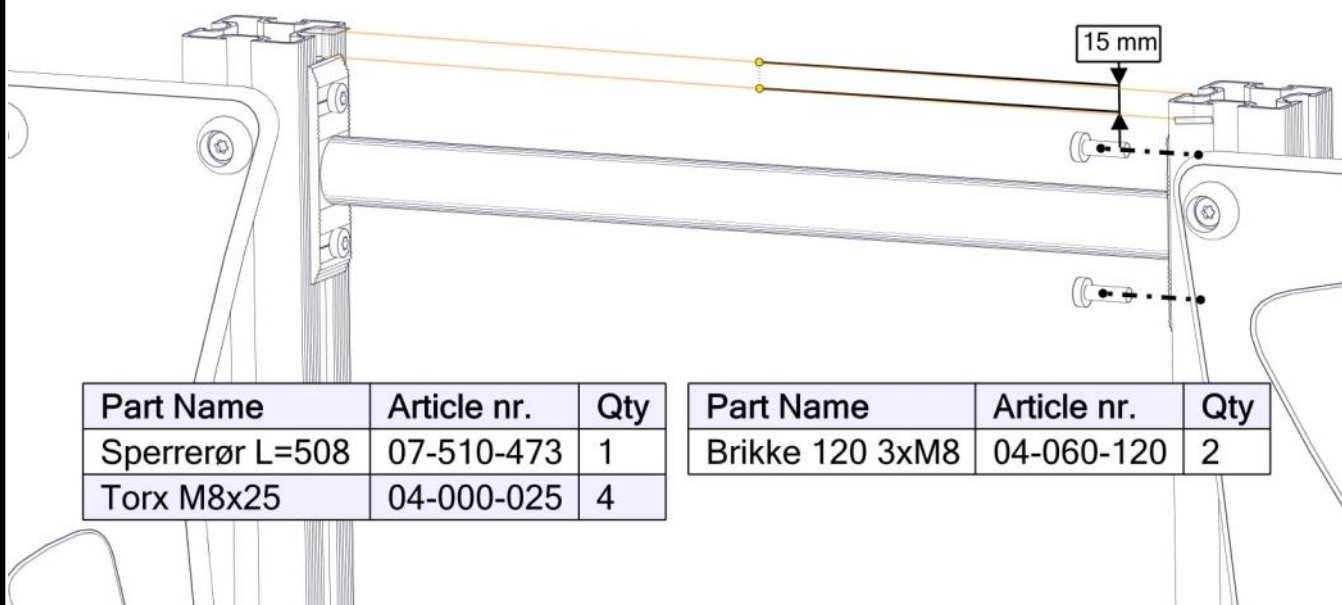 15 mm
Part Name Article nr. Qty
Sperrerør L=508 07-510-473 1
Torx M8x25 04-000-025 4
Part Name Article nr. Qty
Brikke 120 3xM8 04-060-120 2